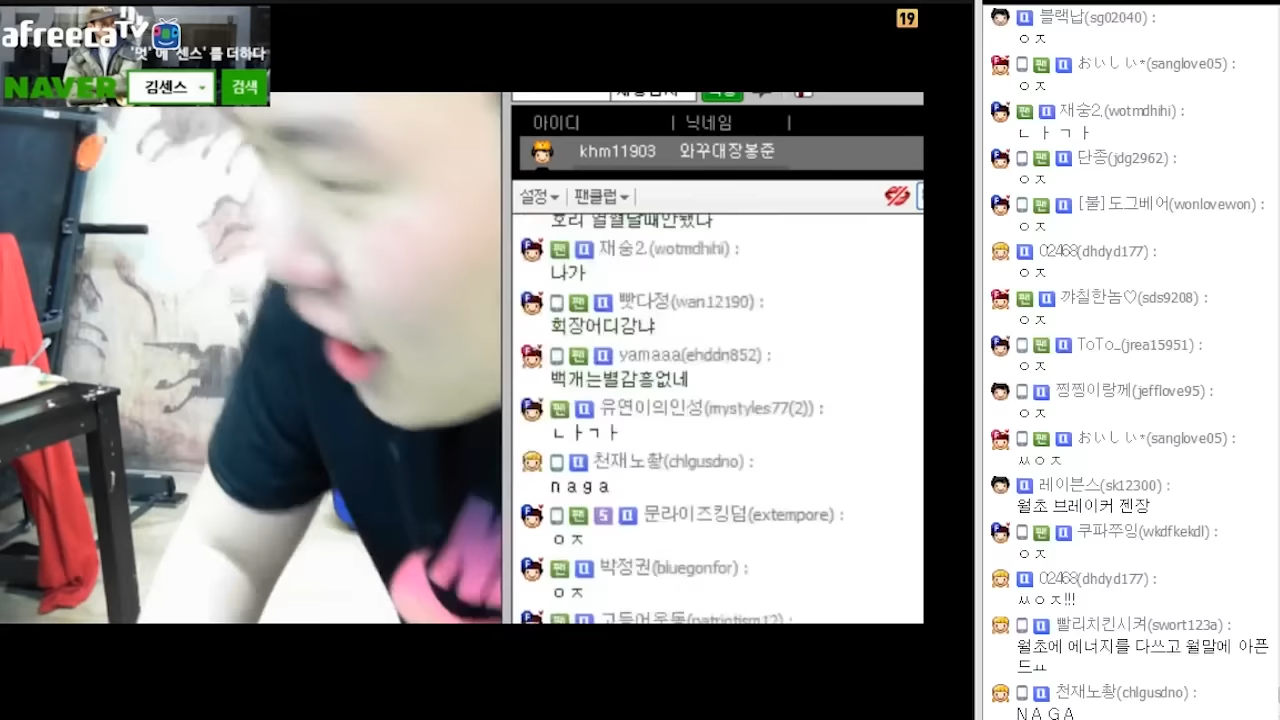 afreecaTV
'멋' 에 '센스' 를 더하다
NAVER 김센스 검색
19
아이디 | 닉네임 |
khm11903 와꾸대장봉준
설정 | 팬클럽 |
재숭2.(wotmdhihi) :
나가
빳다정(wan12190) :
회장어디감냐
yamaaa(ehddn852) :
백개는별감흥없네
유연이의인성(mystyles77(2)) :
ㄴㅏㄱㅏ
천재노촬(chlgusdno) :
n a g a
문라이즈킹덤(extempore) :
ㅇㅈ
박정권(bluegonfor) :
ㅇㅈ
블랙납(sg02040) :
ㅇㅈ
おいしい*(sanglove05) :
ㅇㅈ
재숭2.(wotmdhihi) :
ㄴㅏㄱㅏ
단종(jdg2962) :
ㅇㅈ
[불]도그베어(wonlovewon) :
ㅇㅈ
02468(dhdyd177) :
ㅇㅈ
꺄칠한놈♡(sds9208) :
ㅇㅈ
ToTo_(jrea15951) :
ㅇㅈ
찡찡이랑께(jefflove95) :
ㅇㅈ
おいしい*(sanglove05) :
ㅆㅇㅈ
레이븐스(sk12300) :
월초 브레이커 젠장
쿠파쭈잉(wkdfkekdl) :
ㅇㅈ
02468(dhdyd177) :
ㅆㅇㅈ!!!
빨리치킨시켜(swort123a) :
월초에 에너지를 다쓰고 월말에 아픈
드ㅛ
천재노촬(chlgusdno) :
N A G A